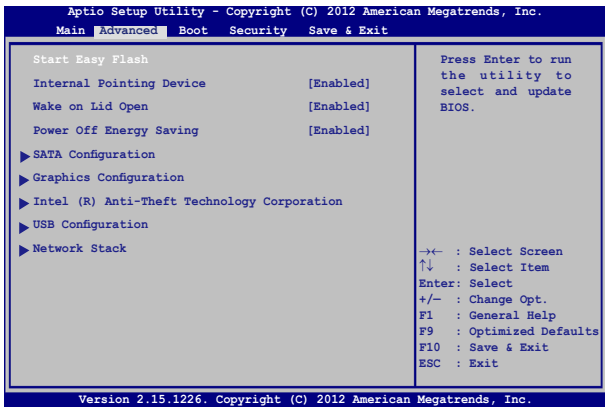 Aptio Setup Utility - Copyright (C) 2012 American Megatrends, Inc.
Main Advanced Boot Security Save & Exit
Start Easy Flash
Internal Pointing Device [Enabled]
Wake on Lid Open [Enabled]
Power Off Energy Saving [Enabled]
SATA Configuration
Graphics Configuration
Intel (R) Anti-Theft Technology Corporation
USB Configuration
Network Stack
Press Enter to run
the utility to
select and update
BIOS.
→← : Select Screen
↑↓ : Select Item
Enter: Select
+/— : Change Opt.
F1 : General Help
F9 : Optimized Defaults
F10 : Save & Exit
ESC : Exit
Version 2.15.1226. Copyright (C) 2012 American Megatrends, Inc.